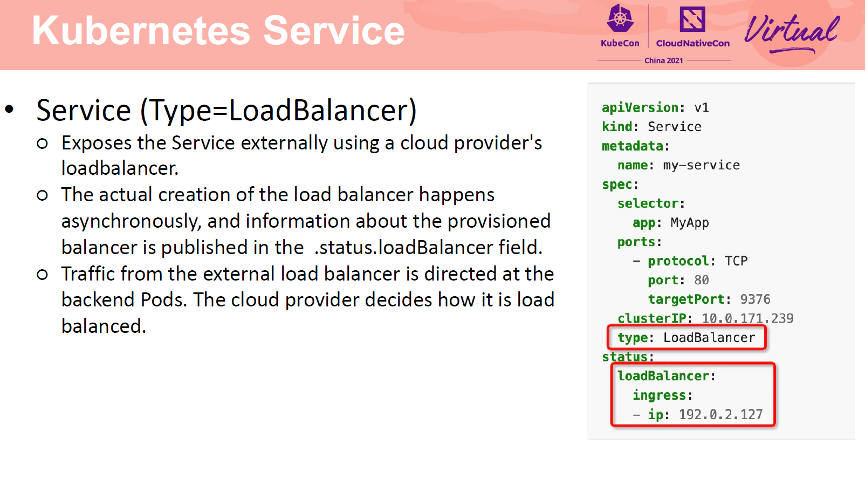 Kubernetes Service
KubeCon
CloudNativeCon
China 2021
Virtual
• Service (Type=LoadBalancer)
○ Exposes the Service externally using a cloud provider's
loadbalancer.
○ The actual creation of the load balancer happens
asynchronously, and information about the provisioned
balancer is published in the .status.loadBalancer field.
○ Traffic from the external load balancer is directed at the
backend Pods. The cloud provider decides how it is load
balanced.
apiVersion: v1
kind: Service
metadata:
  name: my-service
spec:
  selector:
    app: MyApp
  ports:
    - protocol: TCP
      port: 80
      targetPort: 9376
  clusterIP: 10.0.171.239
  type: LoadBalancer
status:
  loadBalancer:
    ingress:
    - ip: 192.0.2.127